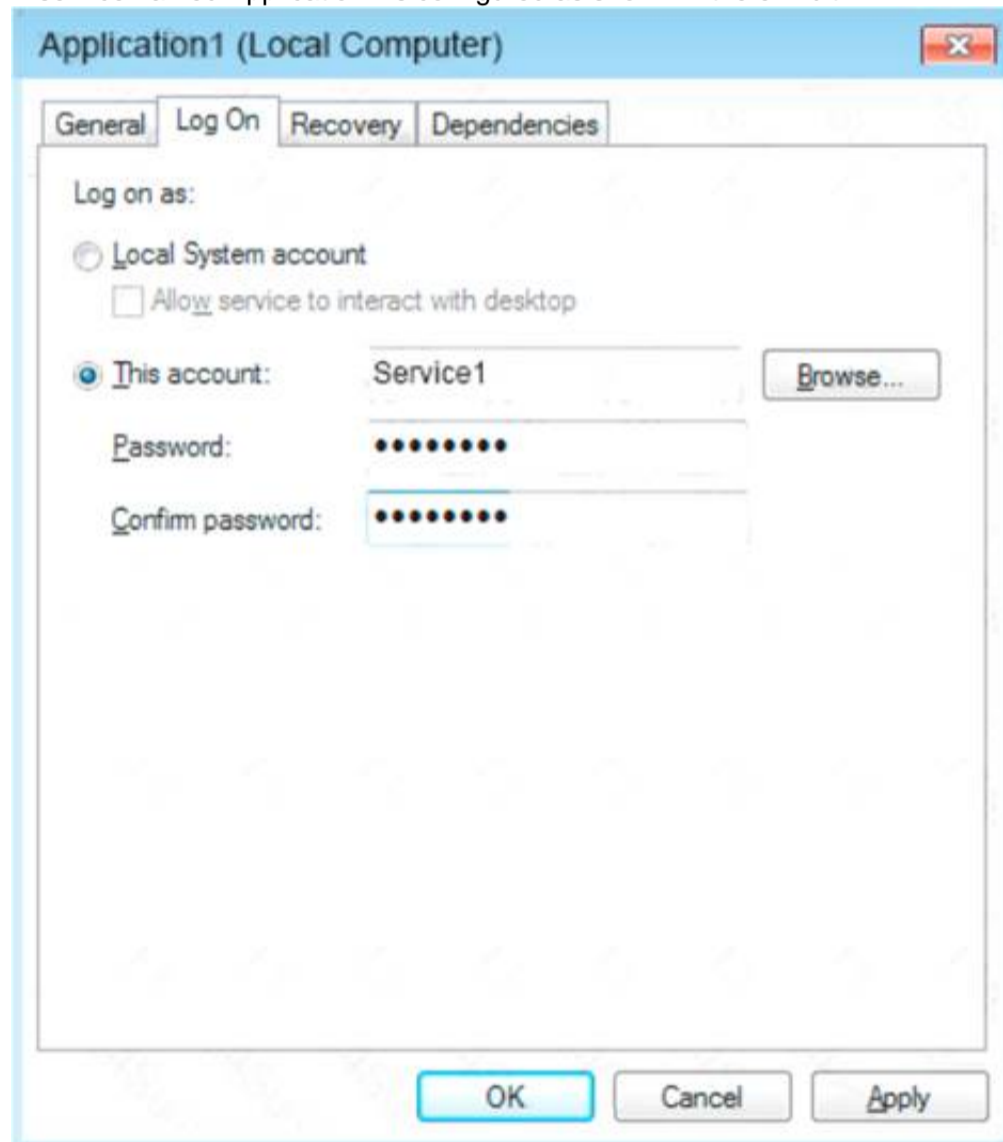 Application1 (Local Computer)
General Log On Recovery Dependencies
Log on as:
Local System account
Allow service to interact with desktop
This account: Service1 Browse...
Password: ••••••••
Confirm password: ••••••••
OK Cancel Apply